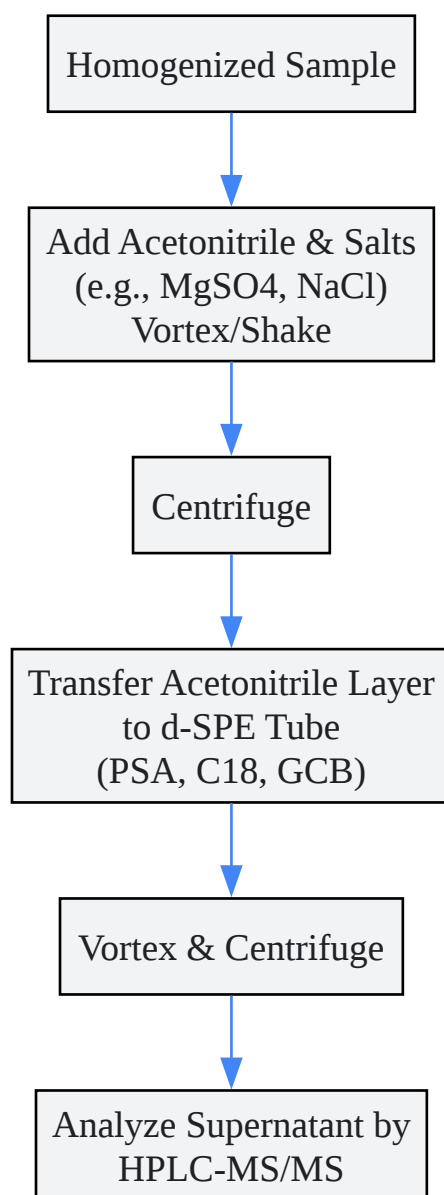 Homogenized Sample
Add Acetonitrile & Salts
(e.g., MgSO4, NaCl)
Vortex/Shake
Centrifuge
Transfer Acetonitrile Layer
to d-SPE Tube
(PSA, C18, GCB)
Vortex & Centrifuge
Analyze Supernatant by
HPLC-MS/MS